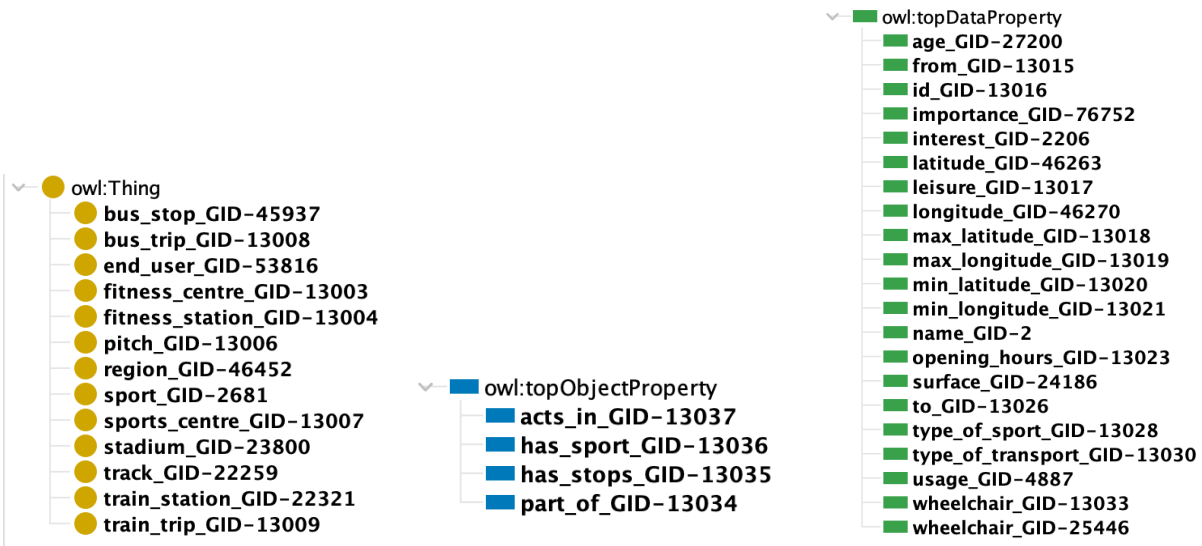 owl:Thing
bus_stop_GID-45937
bus_trip_GID-13008
end_user_GID-53816
fitness_centre_GID-13003
fitness_station_GID-13004
pitch_GID-13006
region_GID-46452
sport_GID-2681
sports_centre_GID-13007
stadium_GID-23800
track_GID-22259
train_station_GID-22321
train_trip_GID-13009
owl:topObjectProperty
acts_in_GID-13037
has_sport_GID-13036
has_stops_GID-13035
part_of_GID-13034
owl:topDataProperty
age_GID-27200
from_GID-13015
id_GID-13016
importance_GID-76752
interest_GID-2206
latitude_GID-46263
leisure_GID-13017
longitude_GID-46270
max_latitude_GID-13018
max_longitude_GID-13019
min_latitude_GID-13020
min_longitude_GID-13021
name_GID-2
opening_hours_GID-13023
surface_GID-24186
to_GID-13026
type_of_sport_GID-13028
type_of_transport_GID-13030
usage_GID-4887
wheelchair_GID-13033
wheelchair_GID-25446